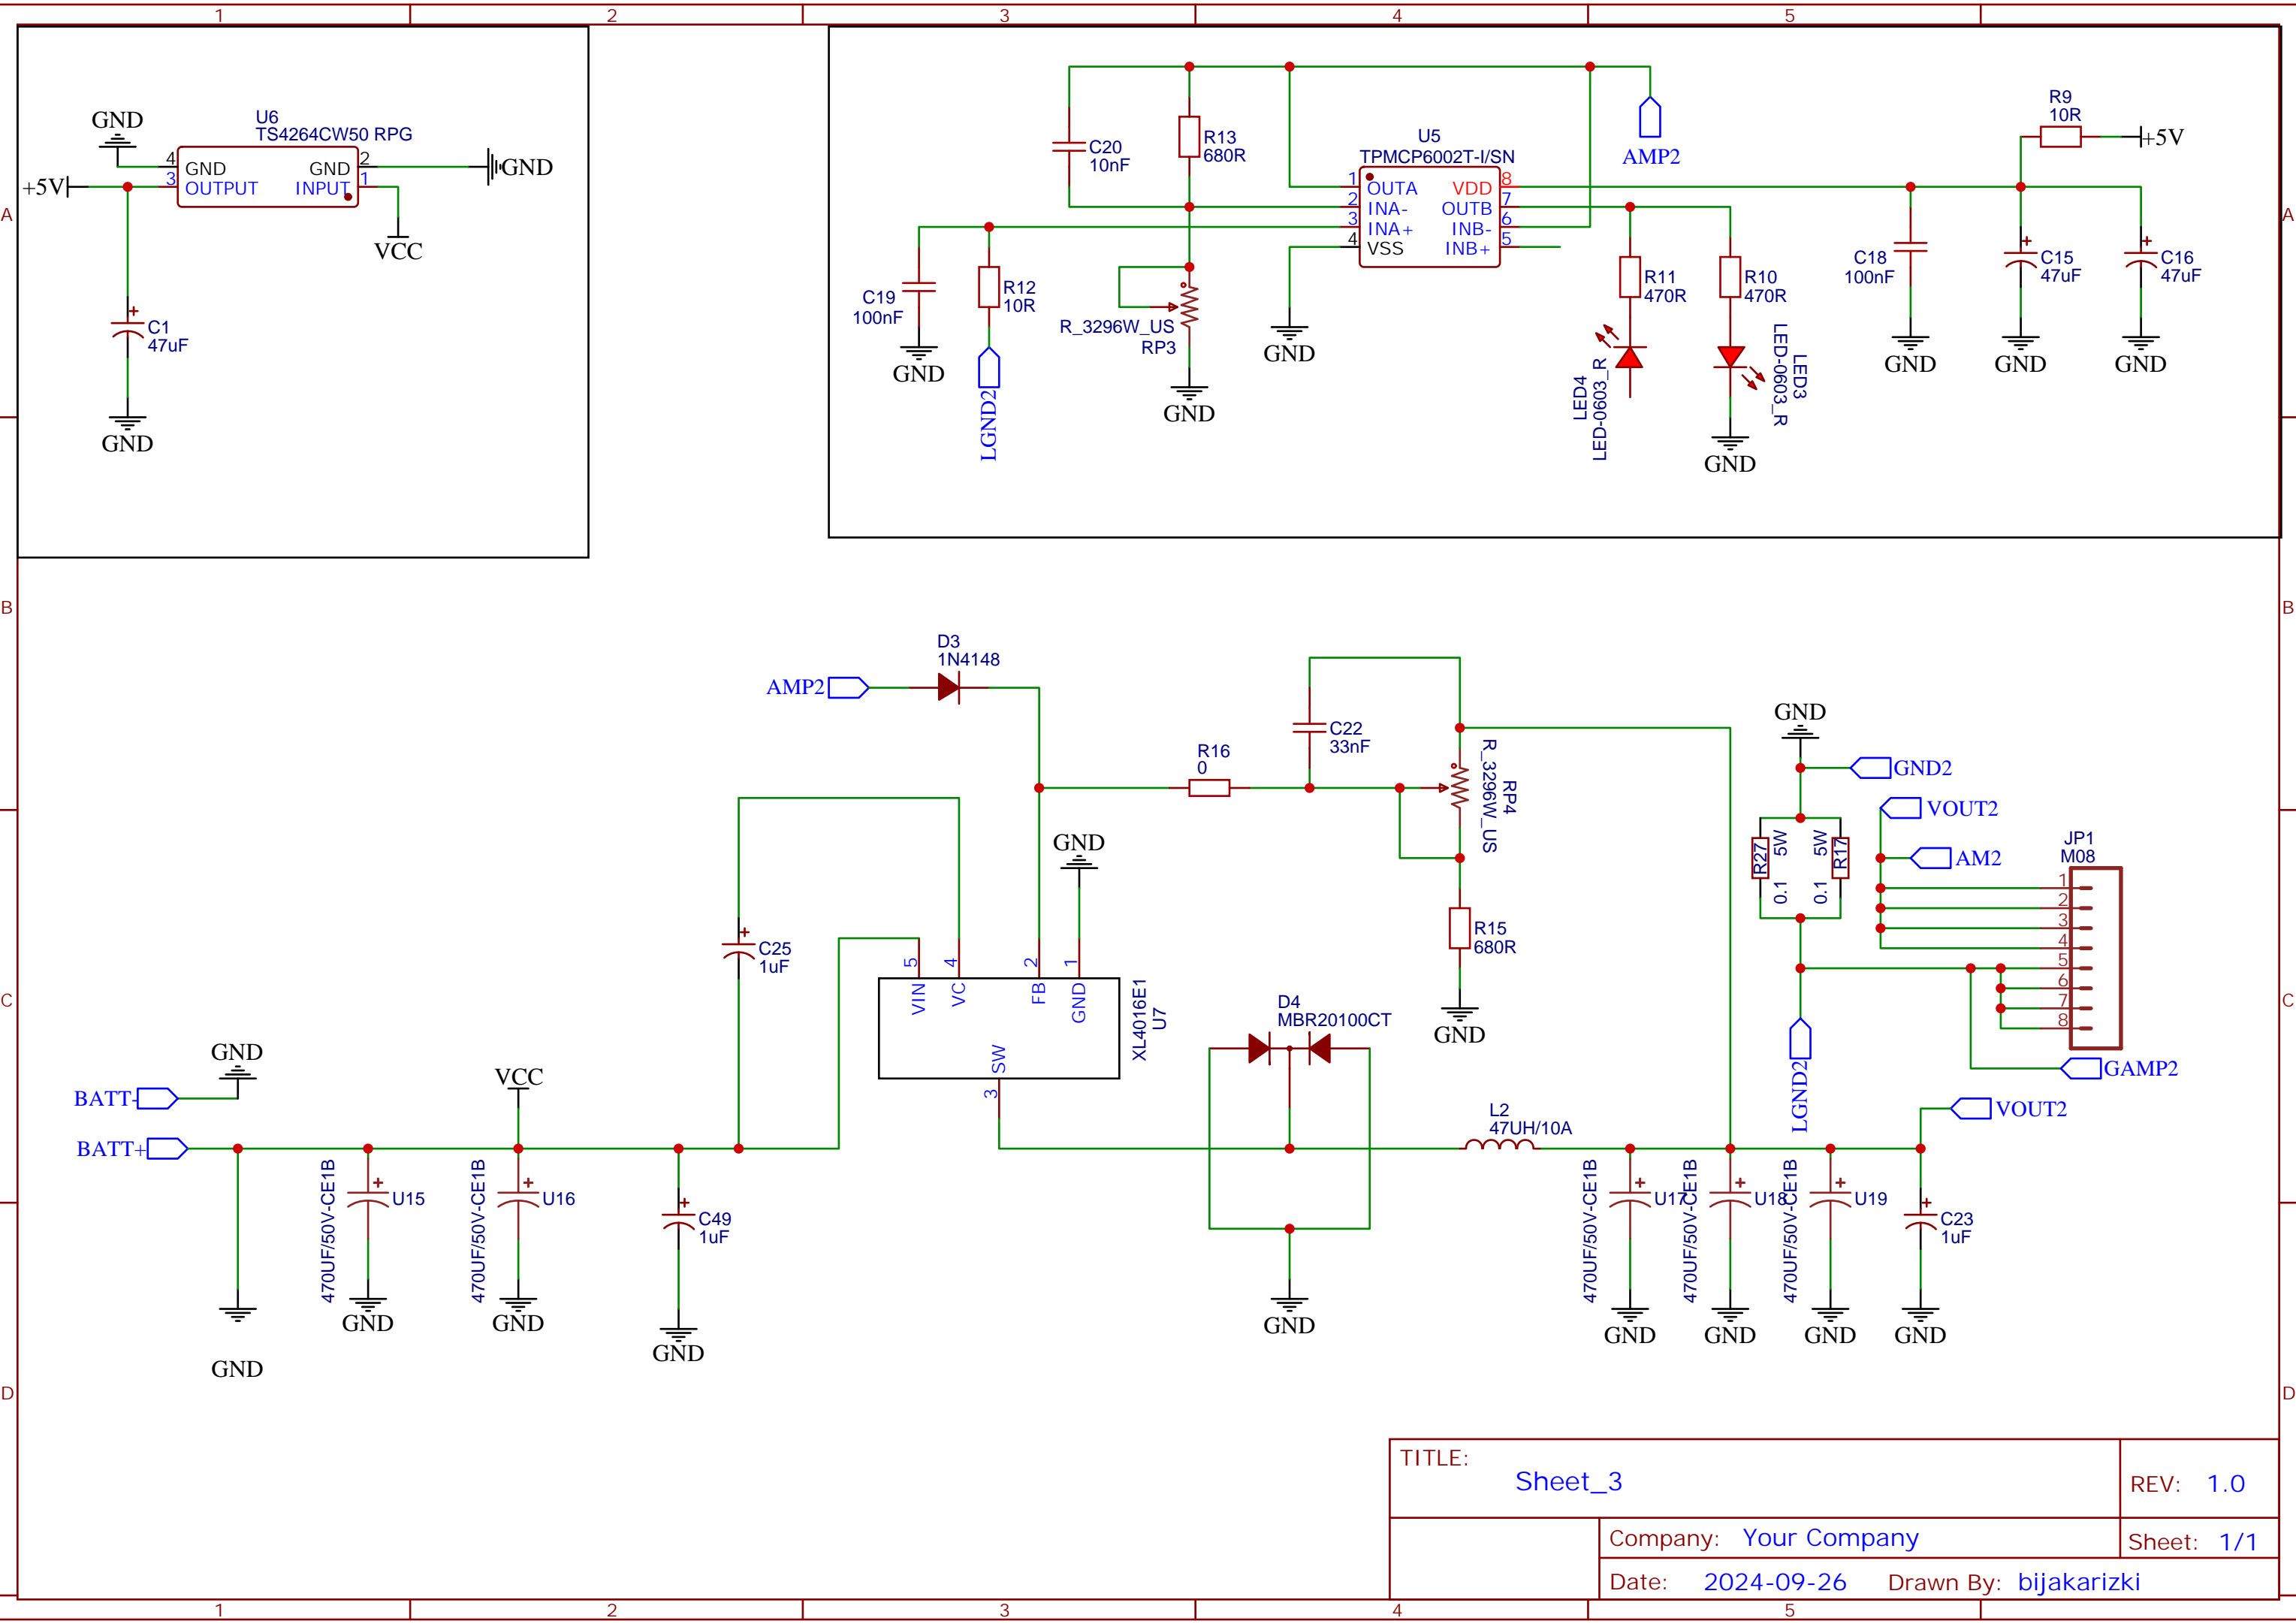 1 2 3 4 5
A
B
C
D
A
B
C
D
1 2 3 4 5
GND
U6
TS4264CW50 RPG
4 GND GND 2
3 OUTPUT INPUT 1
GND
+5V
VCC
C1
47uF
GND
C20
10nF
R13
680R
U5
TPMCP6002T-I/SN
1 OUTA VDD 8
2 INA- OUTB 7
3 INA+ INB- 6
4 VSS INB+ 5
AMP2
R9
10R
+5V
C19
100nF
GND
R12
10R
LGND2
R_3296W_US
RP3
GND
GND
R11
470R
R10
470R
LED4
LED-0603_R
LED3
LED-0603_R
GND
C18
100nF
GND
C15
47uF
GND
C16
47uF
GND
D3
1N4148
AMP2
R16
0
C22
33nF
RP4
R_3296W_US
R15
680R
GND
GND
C25
1uF
5 4 2 1
VIN VC FB GND
SW
3
XL4016E1
U7
D4
MBR20100CT
GND
GND
GND2
VOUT2
AM2
R27 5W 0.1
R17 5W 0.1
JP1
M08
1
2
3
4
5
6
7
8
LGND2
GAMP2
VOUT2
GND
BATT-
BATT+
GND
VCC
470UF/50V-CE1B
U15
GND
470UF/50V-CE1B
U16
GND
C49
1uF
GND
L2
47UH/10A
470UF/50V-CE1B
U17
GND
470UF/50V-CE1B
U18
GND
470UF/50V-CE1B
U19
GND
C23
1uF
GND
TITLE:
Sheet_3
REV: 1.0
Company: Your Company
Sheet: 1/1
Date: 2024-09-26 Drawn By: bijakarizki